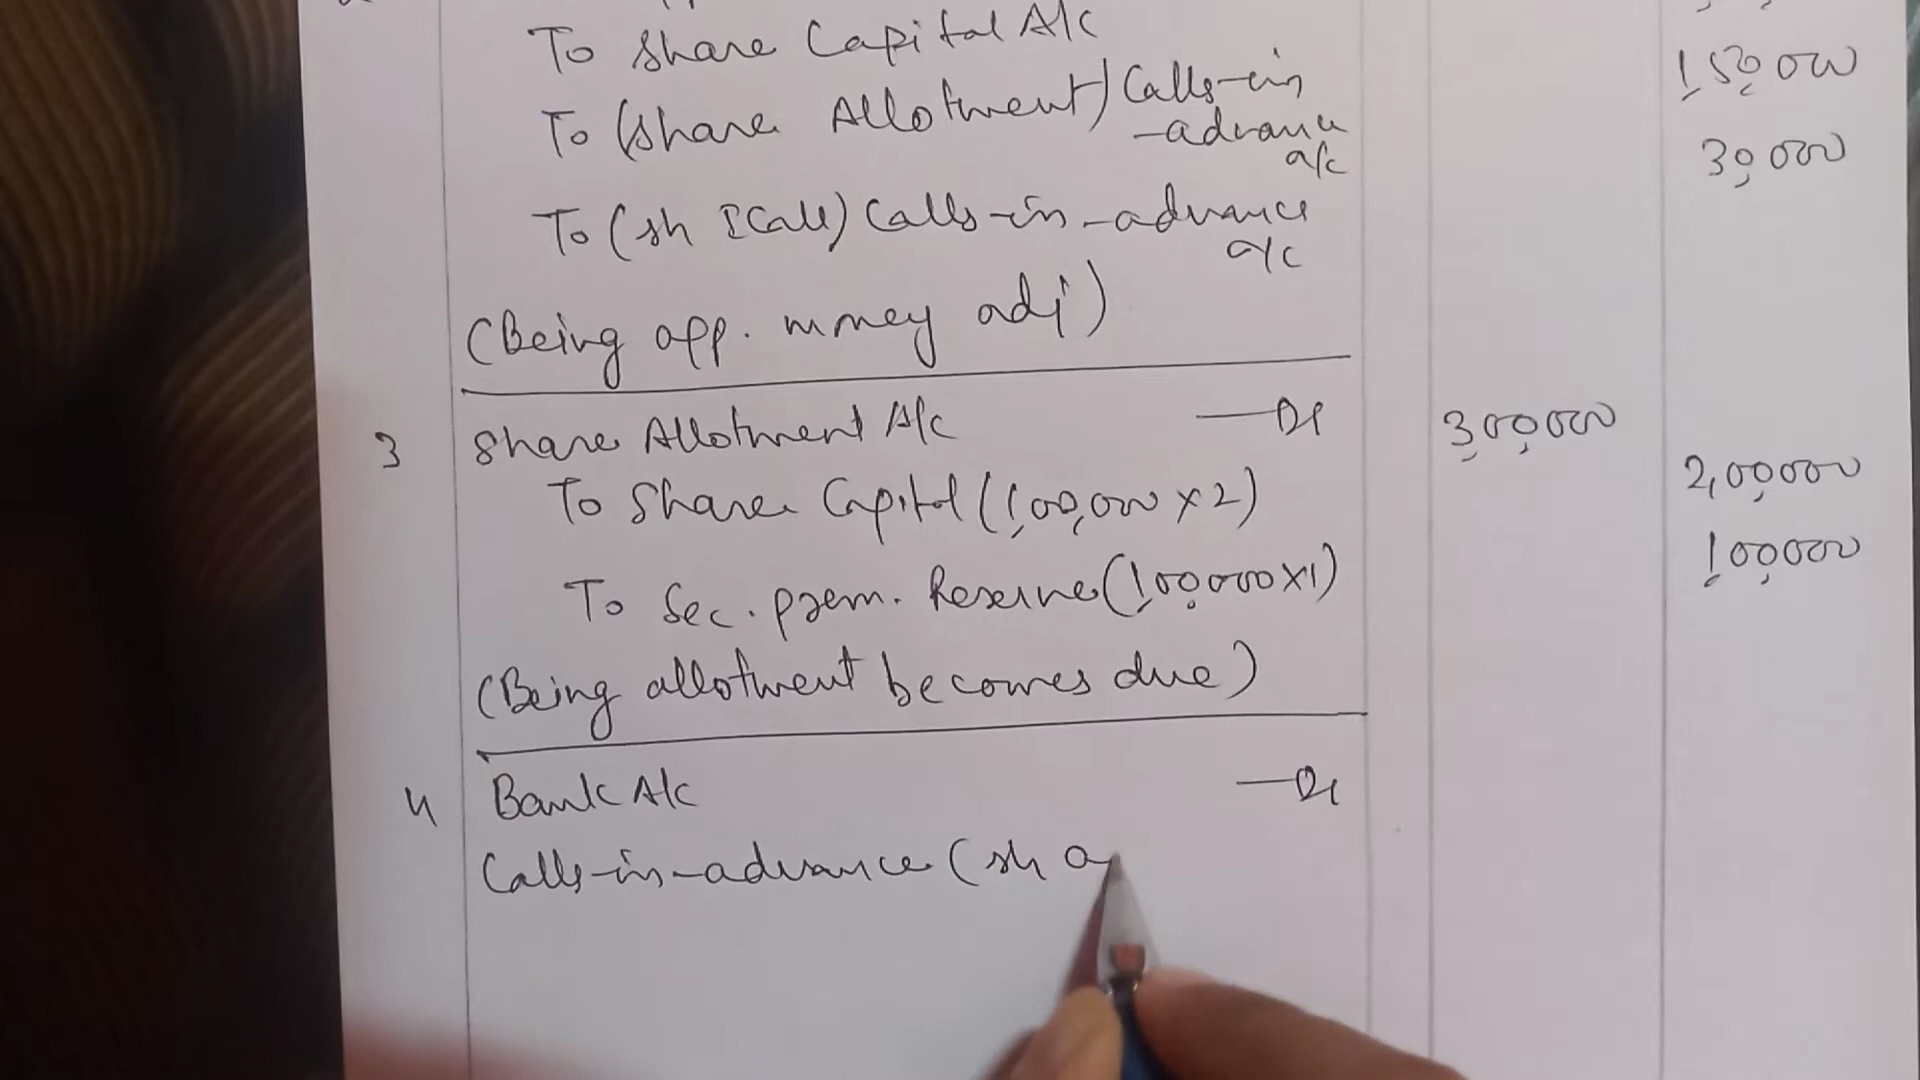 To share Capital A/c 1,50,000
To (share Allotment) Calls-in
-advance
a/c 30,000
To (sh I Call) Calls-in-advance
a/c
(Being app. money adj)
3 Share Allotment A/c —Dr 3,00,000
To Share Capital (1,00,000 x 2) 2,00,000
To Sec. prem. Reserve (1,00,000 x 1) 1,00,000
(Being allotment becomes due)
4 Bank A/c —Dr
Calls-in-advance (sh a